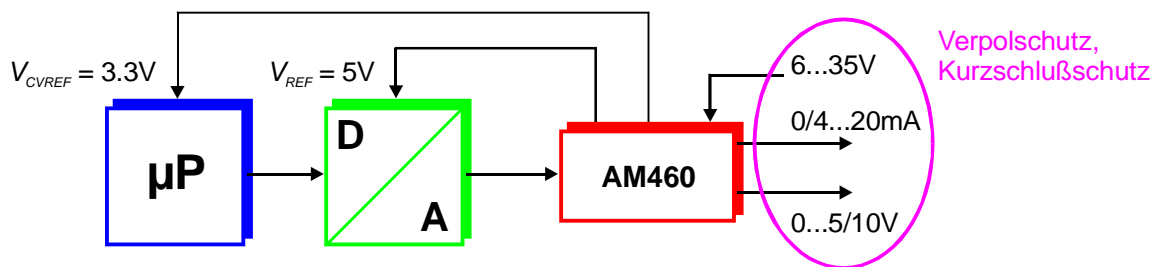 Verpolschutz,
Kurzschlußschutz
V_CVREF = 3.3V
V_REF = 5V
6...35V
0/4...20mA
D
A
µP
AM460
0...5/10V